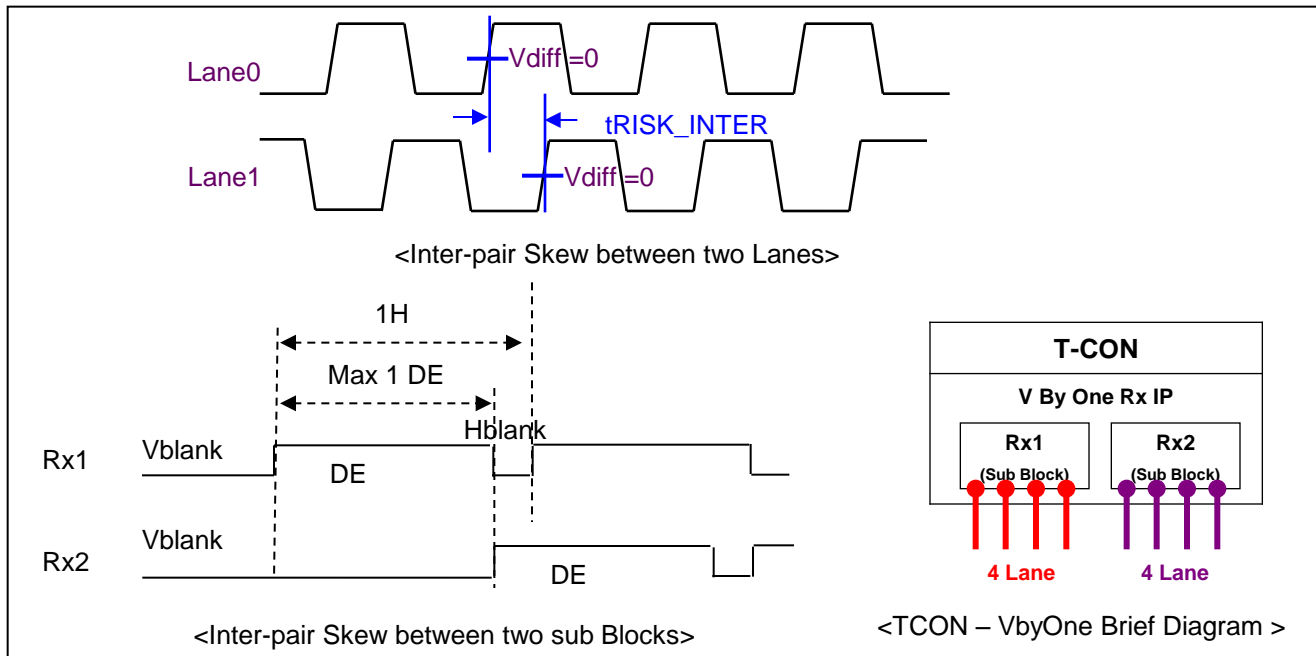 Lane0
Vdiff =0
tRISK_INTER
Lane1
Vdiff =0
<Inter-pair Skew between two Lanes>
1H
Max 1 DE
Hblank
Rx1
Vblank
DE
Rx2
Vblank
DE
<Inter-pair Skew between two sub Blocks>
T-CON
V By One Rx IP
Rx1
(Sub Block)
Rx2
(Sub Block)
4 Lane
4 Lane
<TCON – VbyOne Brief Diagram >